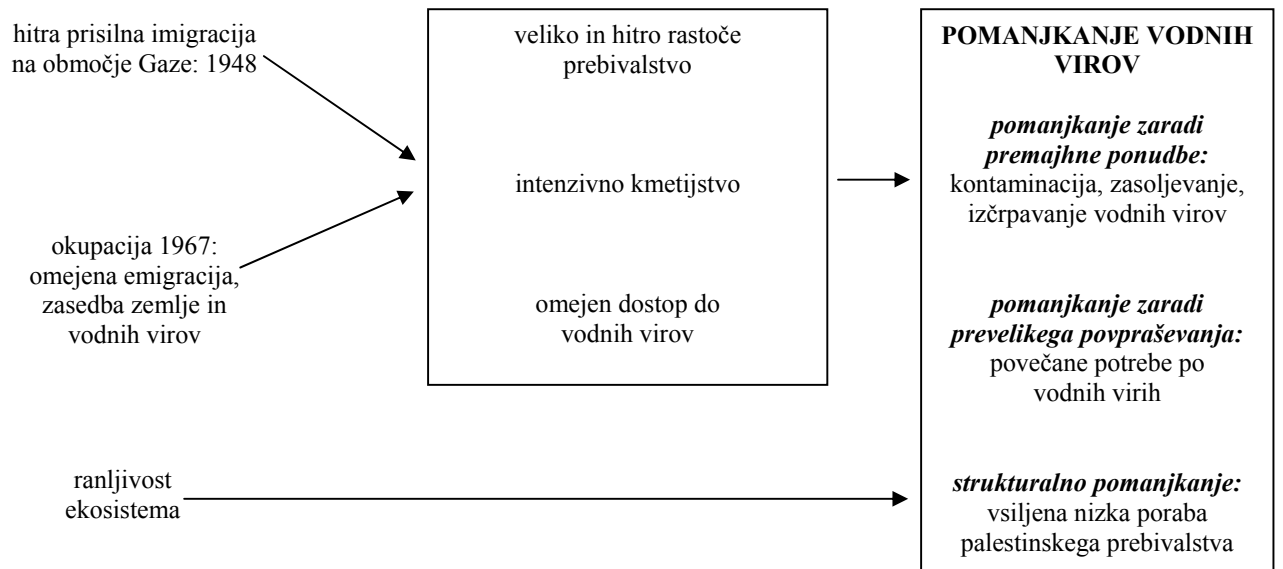 hitra prisilna imigracija
na območje Gaze: 1948
okupacija 1967:
omejena emigracija,
zasedba zemlje in
vodnih virov
ranljivost
ekosistema
veliko in hitro rastoče
prebivalstvo
intenzivno kmetijstvo
omejen dostop do
vodnih virov
POMANJKANJE VODNIH
VIROV
pomanjkanje zaradi
premajhne ponudbe:
kontaminacija, zasoljevanje,
izčrpavanje vodnih virov
pomanjkanje zaradi
prevelikega povpraševanja:
povečane potrebe po
vodnih virih
strukturalno pomanjkanje:
vsiljena nizka poraba
palestinskega prebivalstva